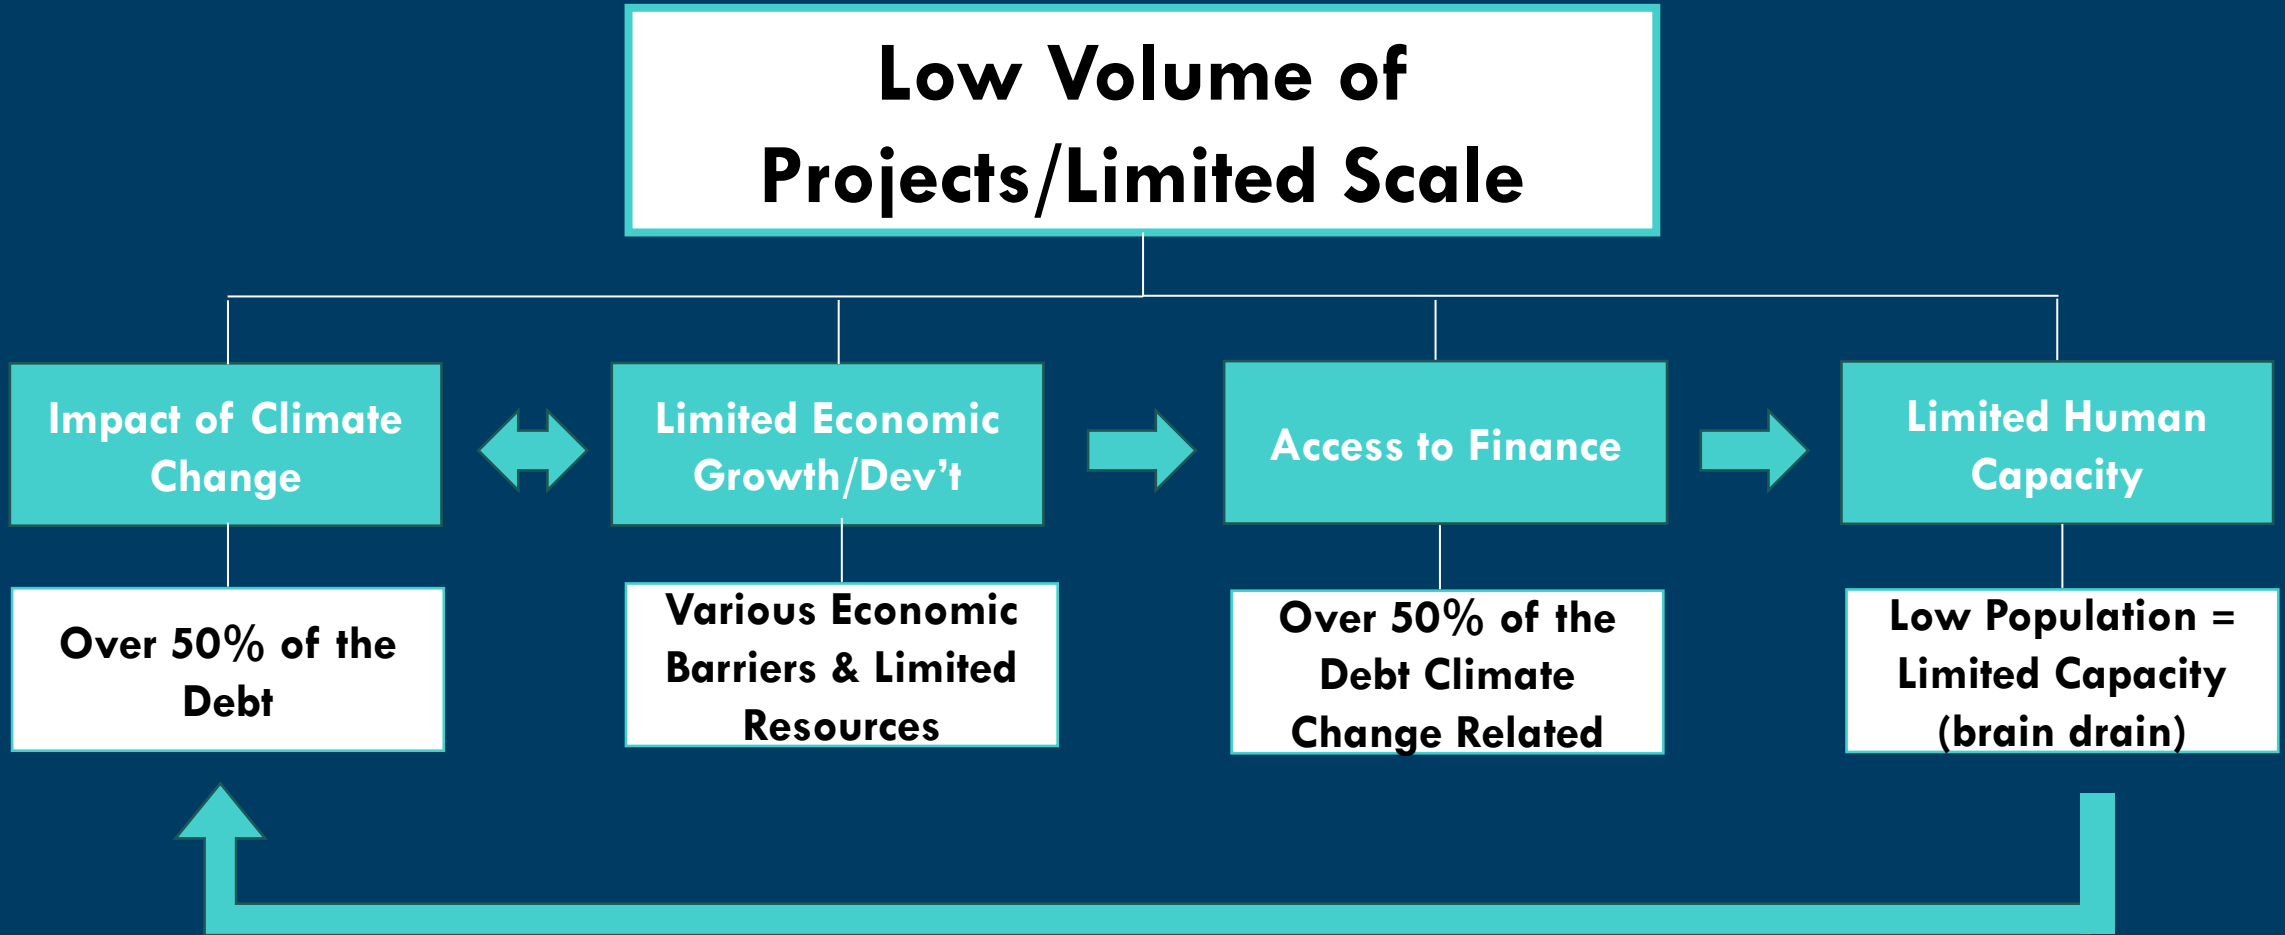 Low Volume of
Projects/Limited Scale
Impact of Climate
Change
Limited Economic
Growth/Dev’t
Access to Finance
Limited Human
Capacity
Over 50% of the
Debt
Various Economic
Barriers & Limited
Resources
Over 50% of the
Debt Climate
Change Related
Low Population =
Limited Capacity
(brain drain)